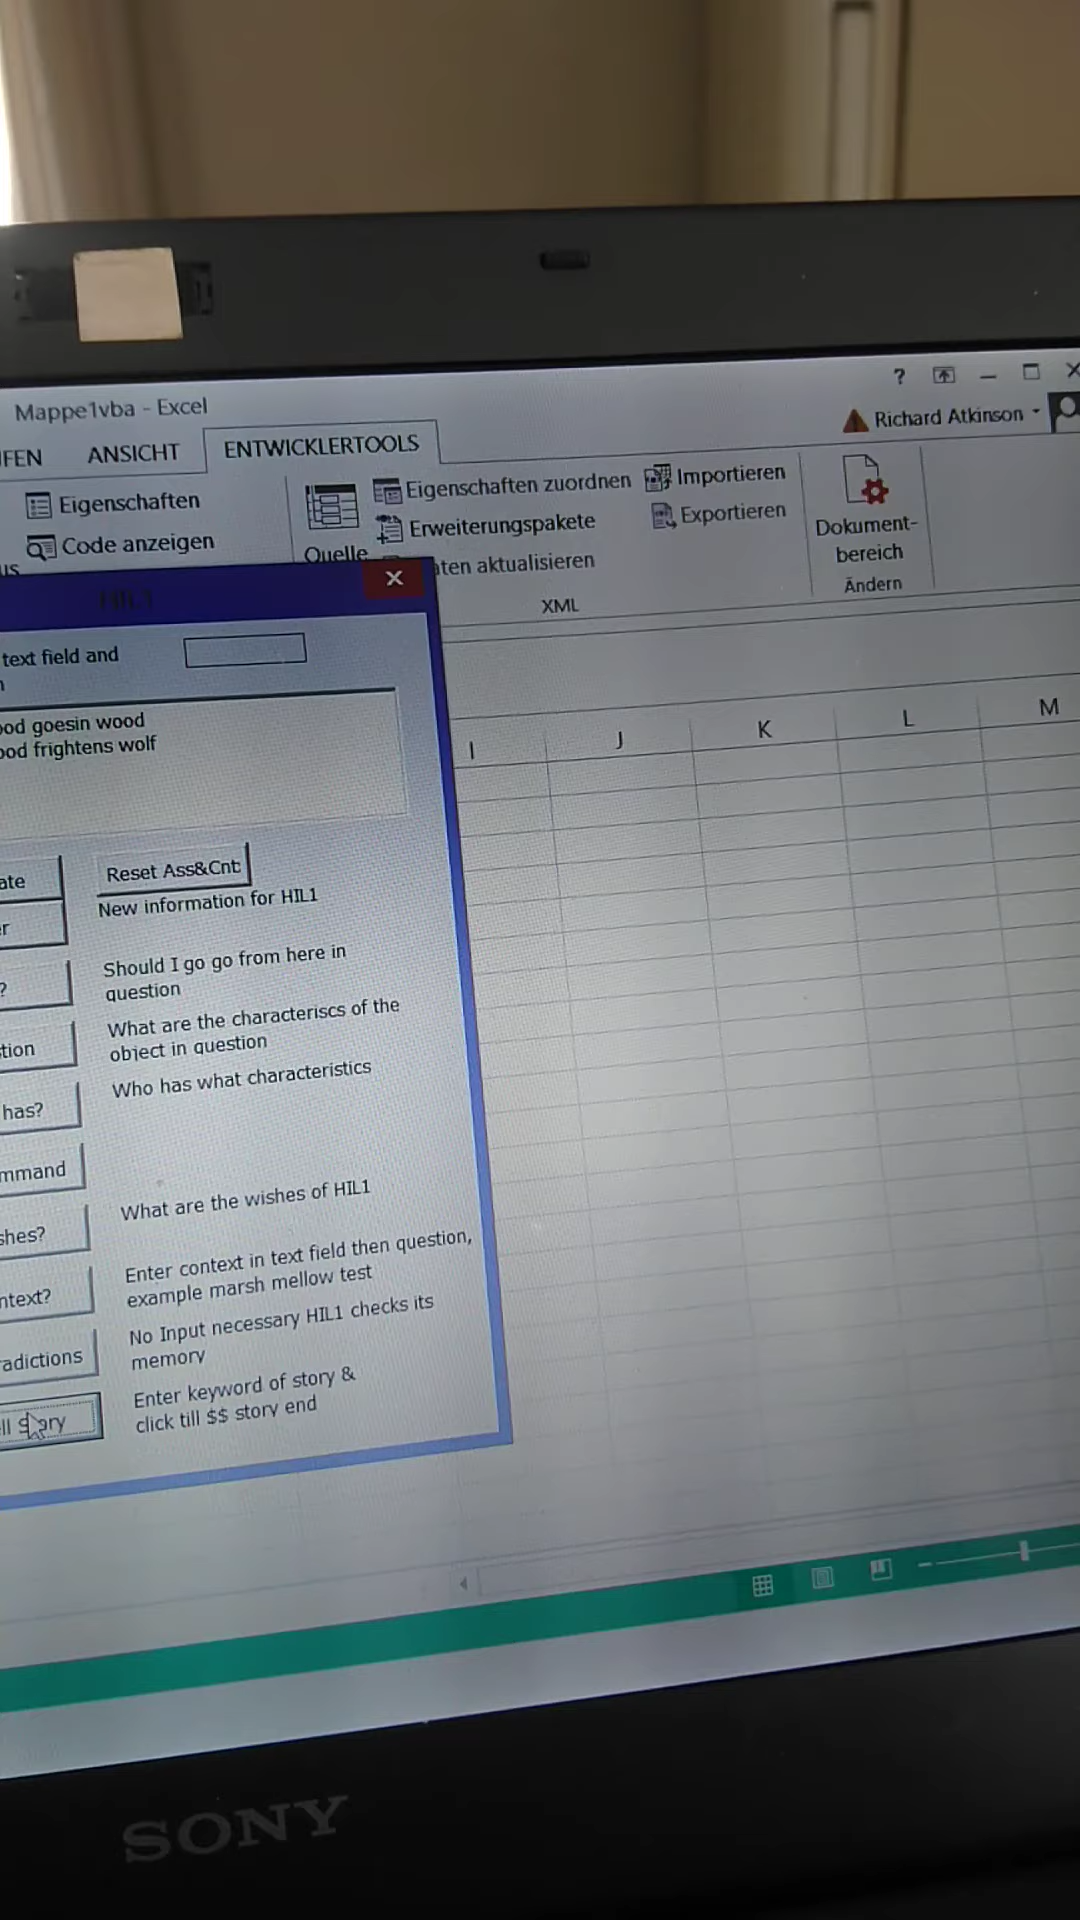 Mappe1vba - Excel
?
Richard Atkinson
ANSICHT
ENTWICKLERTOOLS
Eigenschaften
Code anzeigen
Quelle
Eigenschaften zuordnen
Erweiterungspakete
aten aktualisieren
Importieren
Exportieren
XML
Dokument-
bereich
Ändern
HIL1
text field and
ood goesin wood
ood frightens wolf
I J K L M
ate
Reset Ass&Cnt
New information for HIL1
r
?
Should I go go from here in
question
tion
What are the characteriscs of the
object in question
has?
Who has what characteristics
mmand
shes?
What are the wishes of HIL1
ntext?
Enter context in text field then question,
example marsh mellow test
adictions
No Input necessary HIL1 checks its
memory
ll Story
Enter keyword of story &
click till $$ story end
SONY